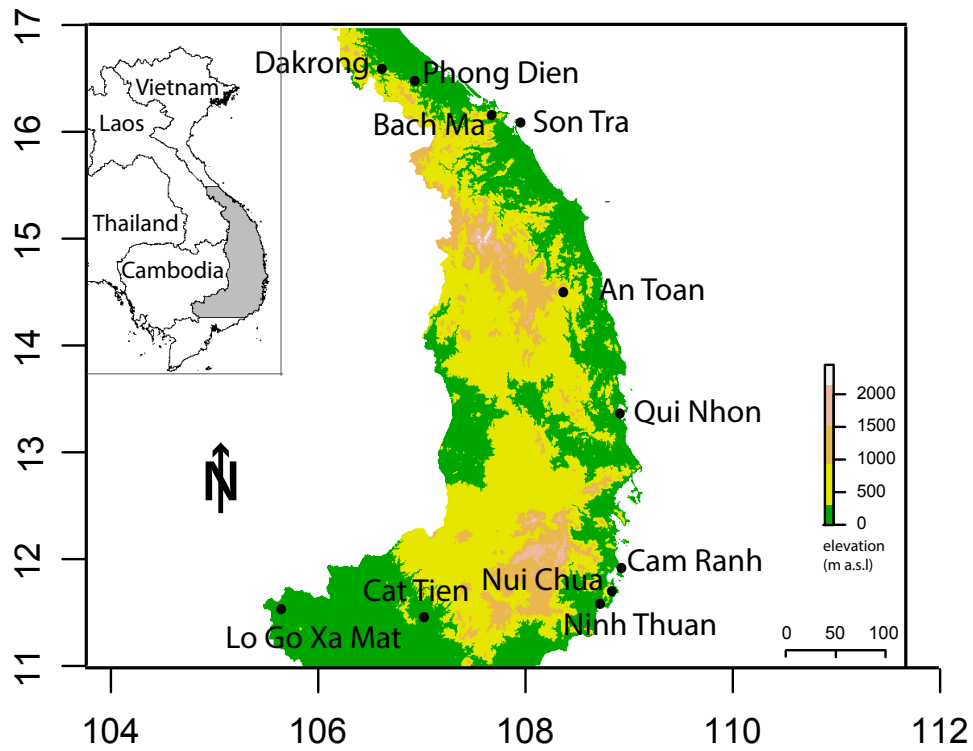 17
16
15
14
13
12
11
Vietnam
Laos
Thailand
Cambodia
Dakrong
Phong Dien
Bach Ma
Son Tra
An Toan
Qui Nhon
Cam Ranh
Nui Chua
Cat Tien
Ninh Thuan
Lo Go Xa Mat
N
2000
1500
1000
500
0
elevation
(m a.s.l)
0 50 100
104 106 108 110 112